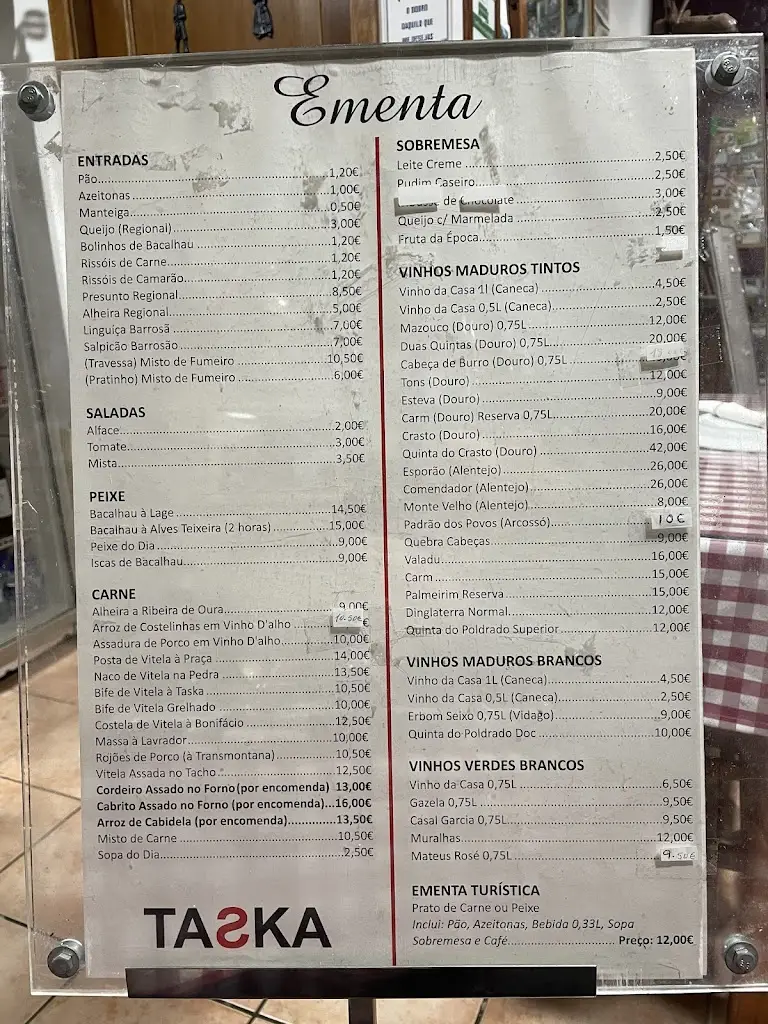 Ementa
ENTRADAS
Pão 1,20€
Azeitonas 1,00€
Manteiga 0,50€
Queijo (Regional) 3,00€
Bolinhos de Bacalhau 1,20€
Rissóis de Carne 1,20€
Rissóis de Camarão 1,20€
Presunto Regional 8,50€
Alheira Regional 5,00€
Linguiça Barrosã 7,00€
Salpicão Barrosão 7,00€
(Travessa) Misto de Fumeiro 10,50€
(Pratinho) Misto de Fumeiro 6,00€
SALADAS
Alface 2,00€
Tomate 3,00€
Mista 3,50€
PEIXE
Bacalhau à Lage 14,50€
Bacalhau à Alves Teixeira (2 horas) 15,00€
Peixe do Dia 9,00€
Iscas de Bacalhau 9,00€
CARNE
Alheira a Ribeira de Oura 9,00€
Arroz de Costelinhas em Vinho D'alho 10.50€ €
Assadura de Porco em Vinho D'alho 10,00€
Posta de Vitela à Praça 14,00€
Naco de Vitela na Pedra 13,50€
Bife de Vitela à Taska 10,50€
Bife de Vitela Grelhado 10,00€
Costela de Vitela à Bonifácio 12,50€
Massa à Lavrador 10,00€
Rojões de Porco (à Transmontana) 10,50€
Vitela Assada no Tacho 12,50€
Cordeiro Assado no Forno (por encomenda) 13,00€
Cabrito Assado no Forno (por encomenda) 16,00€
Arroz de Cabidela (por encomenda) 13,50€
Misto de Carne 10,50€
Sopa do Dia 2,50€
TASKA
SOBREMESA
Leite Creme 2,50€
Pudim Caseiro 2,50€
de Chocolate 3,00€
Queijo c/ Marmelada 2,50€
Fruta da Época 1,50€
VINHOS MADUROS TINTOS
Vinho da Casa 1l (Caneca) 4,50€
Vinho da Casa 0,5L (Caneca) 2,50€
Mazouco (Douro) 0,75L 12,00€
Duas Quintas (Douro) 0,75L 20,00€
Cabeça de Burro (Douro) 0,75L
Tons (Douro) 12,00€
Esteva (Douro) 9,00€
Carm (Douro) Reserva 0,75L 20,00€
Crasto (Douro) 16,00€
Quinta do Crasto (Douro) 42,00€
Esporão (Alentejo) 26,00€
Comendador (Alentejo) 26,00€
Monte Velho (Alentejo) 8,00€
Padrão dos Povos (Arcossó) 10€
Quebra Cabeças 9,00€
Valadu 16,00€
Carm 15,00€
Palmeirim Reserva 15,00€
Dinglaterra Normal 12,00€
Quinta do Poldrado Superior 12,00€
VINHOS MADUROS BRANCOS
Vinho da Casa 1L (Caneca) 4,50€
Vinho da Casa 0,5L (Caneca) 2,50€
Erbom Seixo 0,75L (Vidago) 9,00€
Quinta do Poldrado Doc 10,00€
VINHOS VERDES BRANCOS
Vinho da Casa 0,75L 6,50€
Gazela 0,75L 9,50€
Casal Garcia 0,75L 9,50€
Muralhas 12,00€
Mateus Rosé 0,75L 9.50€
EMENTA TURÍSTICA
Prato de Carne ou Peixe
Inclui: Pão, Azeitonas, Bebida 0,33L, Sopa
Sobremesa e Café Preço: 12,00€